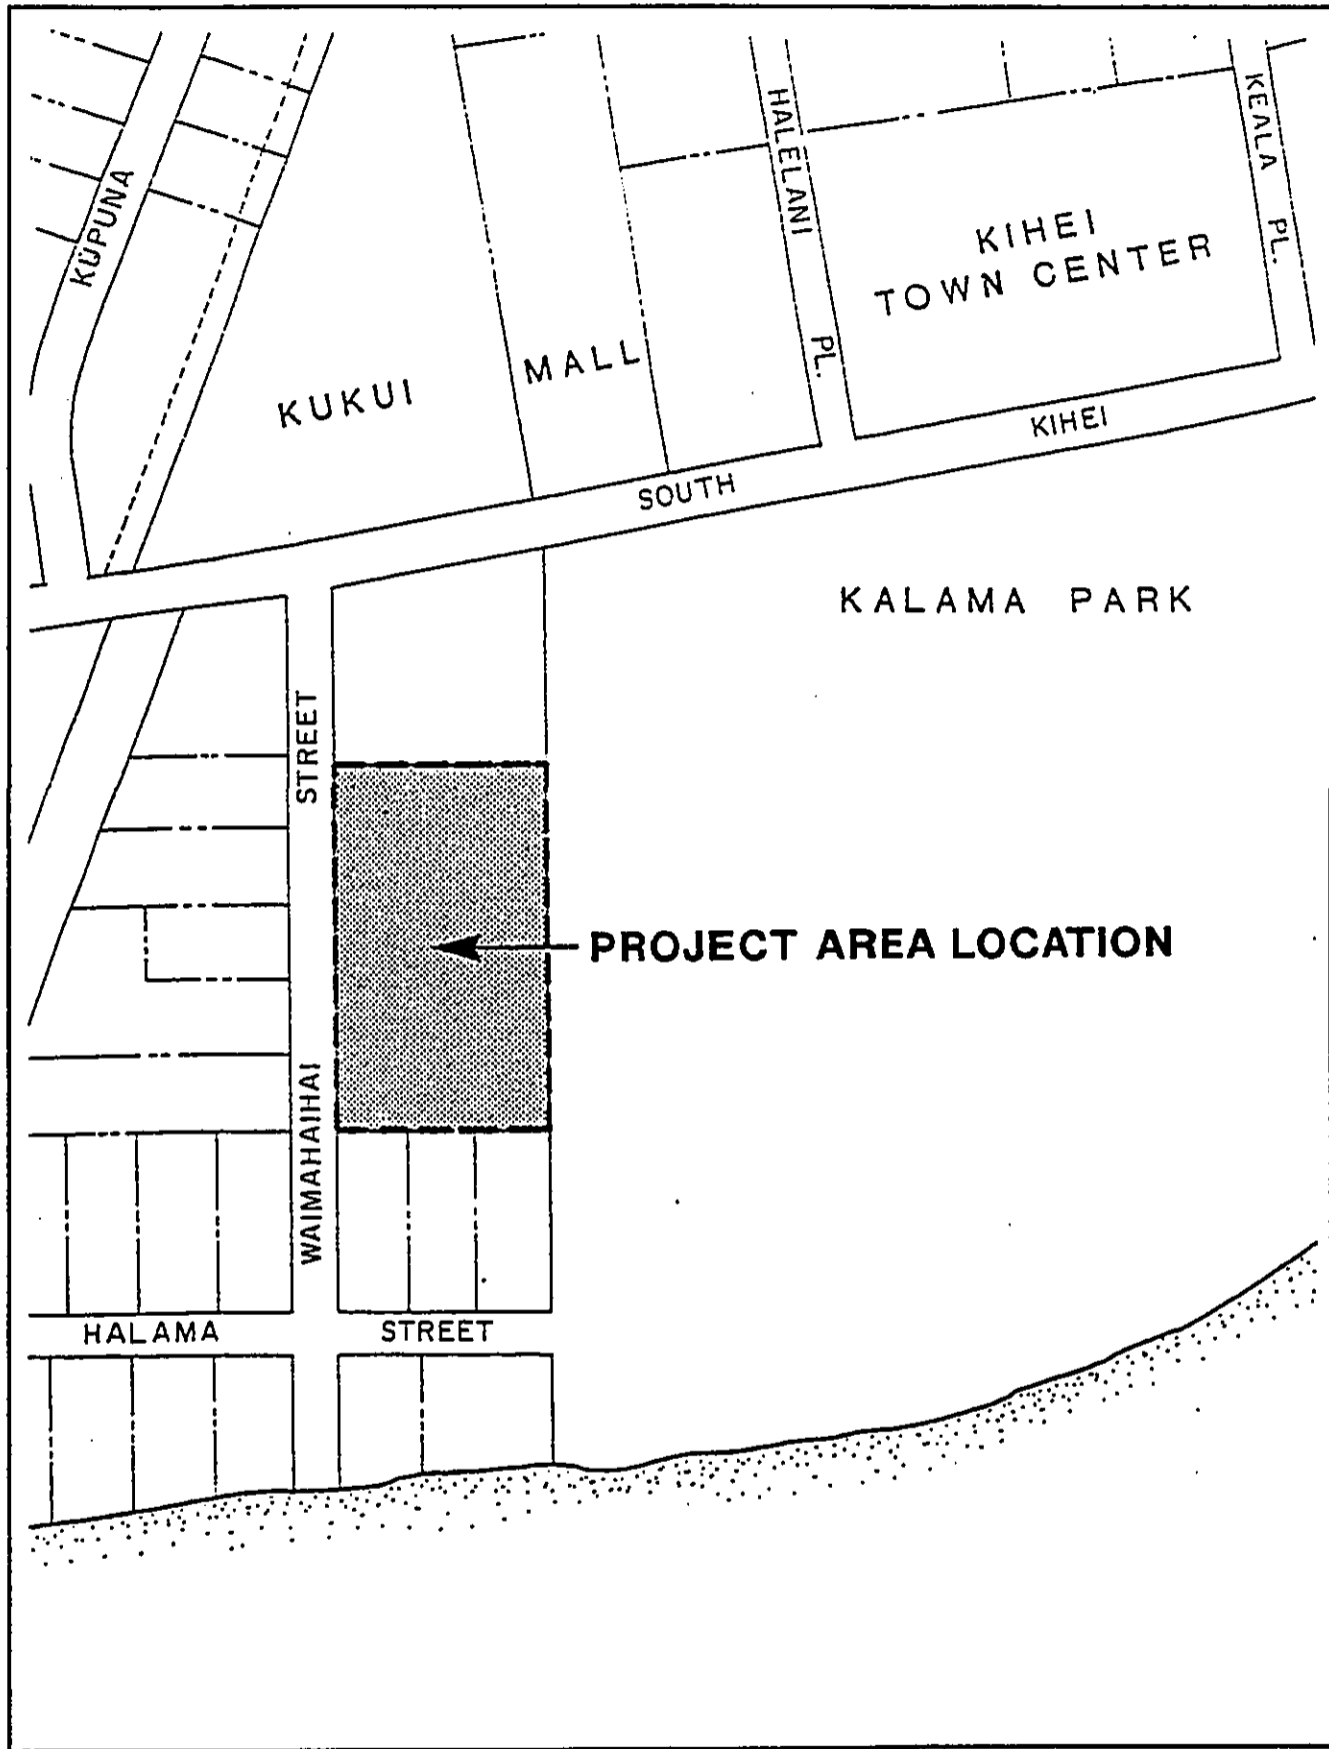 KÜPUNA
HALELANI PL.
KEALA PL.
KIHEI
TOWN CENTER
KUKUI MALL
SOUTH KIHEI
KALAMA PARK
WAIMAHAIHAI STREET
PROJECT AREA LOCATION
HALAMA STREET